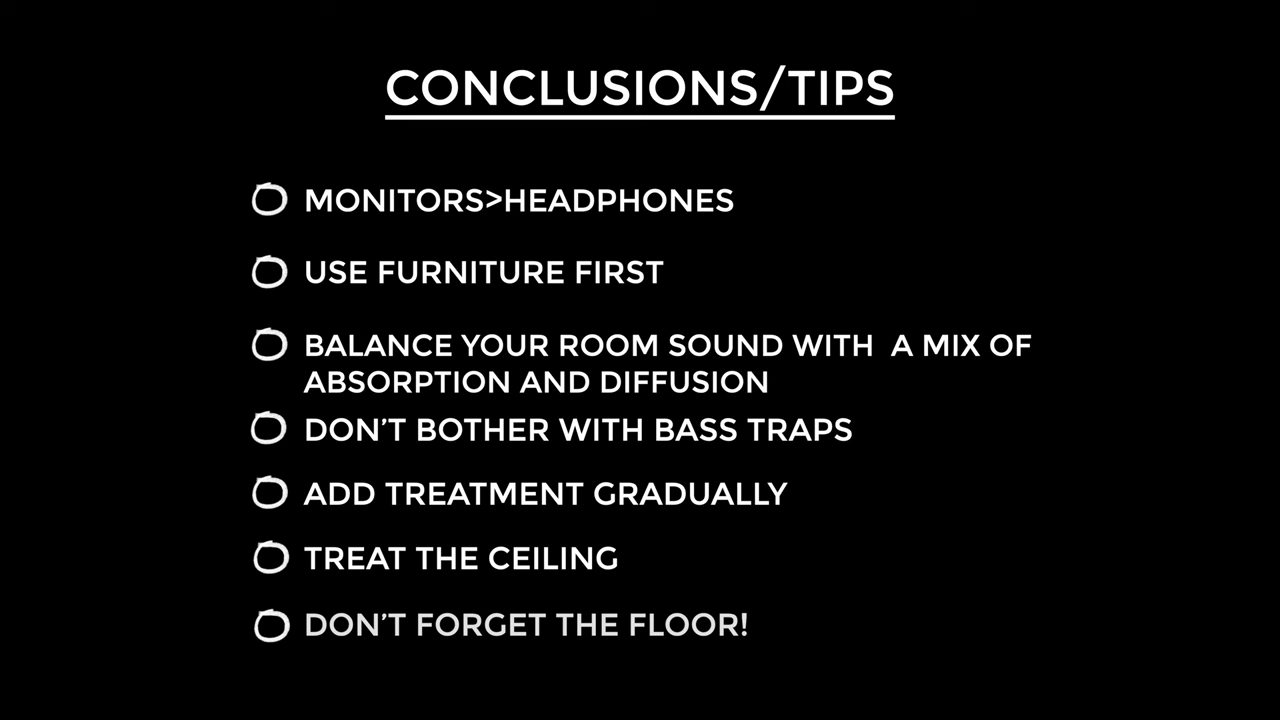 CONCLUSIONS/TIPS
MONITORS>HEADPHONES
USE FURNITURE FIRST
BALANCE YOUR ROOM SOUND WITH  A MIX OF
ABSORPTION AND DIFFUSION
DON'T BOTHER WITH BASS TRAPS
ADD TREATMENT GRADUALLY
TREAT THE CEILING
DON'T FORGET THE FLOOR!